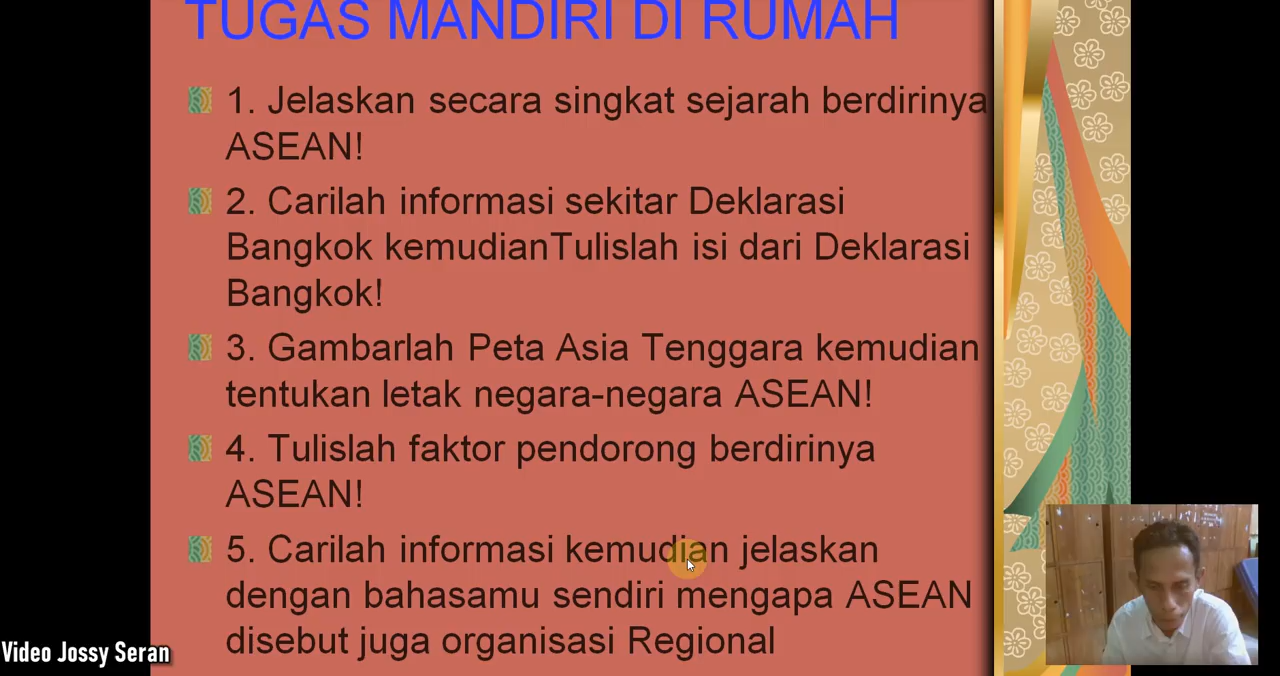 TUGAS MANDIRI DI RUMAH
1. Jelaskan secara singkat sejarah berdirinya
ASEAN!
2. Carilah informasi sekitar Deklarasi
Bangkok kemudianTulislah isi dari Deklarasi
Bangkok!
3. Gambarlah Peta Asia Tenggara kemudian
tentukan letak negara-negara ASEAN!
4. Tulislah faktor pendorong berdirinya
ASEAN!
5. Carilah informasi kemudian jelaskan
dengan bahasamu sendiri mengapa ASEAN
disebut juga organisasi Regional
Video Jossy Seran